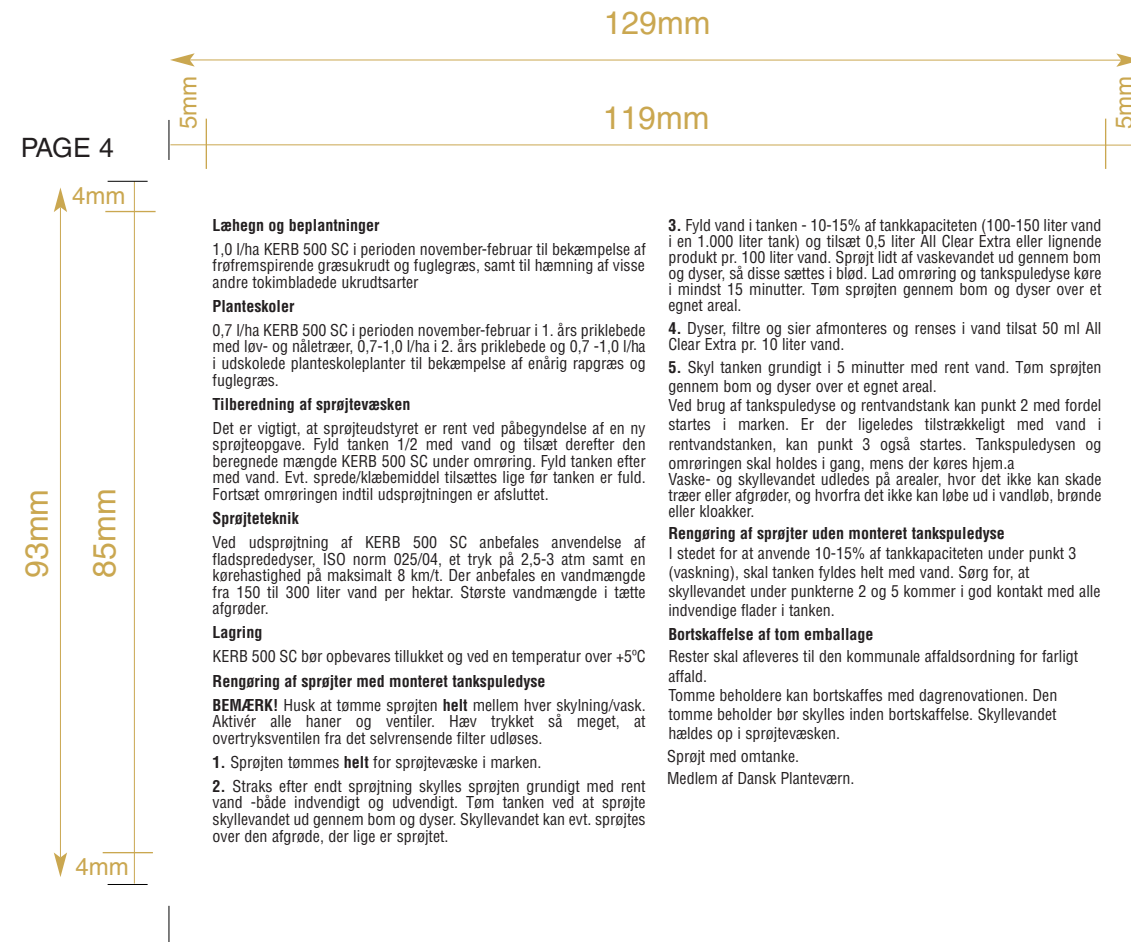 129mm
5mm
119mm
5mm
PAGE 4
4mm
93mm
85mm
4mm
Læhegn og beplantninger
1,0 l/ha KERB 500 SC i perioden november-februar til bekæmpelse af
frøfremspirende græsukrudt og fuglegræs, samt til hæmning af visse
andre tokimbladede ukrudtsarter
Planteskoler
0,7 l/ha KERB 500 SC i perioden november-februar i 1. års priklebede
med løv- og nåletræer, 0,7-1,0 l/ha i 2. års priklebede og 0,7 -1,0 l/ha
i udskolede planteskoleplanter til bekæmpelse af enårig rapgræs og
fuglegræs.
Tilberedning af sprøjtevæsken
Det er vigtigt, at sprøjteudstyret er rent ved påbegyndelse af en ny
sprøjteopgave. Fyld tanken 1/2 med vand og tilsæt derefter den
beregnede mængde KERB 500 SC under omrøring. Fyld tanken efter
med vand. Evt. sprede/klæbemiddel tilsættes lige før tanken er fuld.
Fortsæt omrøringen indtil udsprøjtningen er afsluttet.
Sprøjteteknik
Ved udsprøjtning af KERB 500 SC anbefales anvendelse af
fladsprededyser, ISO norm 025/04, et tryk på 2,5-3 atm samt en
kørehastighed på maksimalt 8 km/t. Der anbefales en vandmængde
fra 150 til 300 liter vand per hektar. Største vandmængde i tætte
afgrøder.
Lagring
KERB 500 SC bør opbevares tillukket og ved en temperatur over +5ºC
Rengøring af sprøjter med monteret tankspuledyse
BEMÆRK! Husk at tømme sprøjten helt mellem hver skylning/vask.
Aktivér alle haner og ventiler. Hæv trykket så meget, at
overtryksventilen fra det selvrensende filter udløses.
1. Sprøjten tømmes helt for sprøjtevæske i marken.
2. Straks efter endt sprøjtning skylles sprøjten grundigt med rent
vand -både indvendigt og udvendigt. Tøm tanken ved at sprøjte
skyllevandet ud gennem bom og dyser. Skyllevandet kan evt. sprøjtes
over den afgrøde, der lige er sprøjtet.
3. Fyld vand i tanken - 10-15% af tankkapaciteten (100-150 liter vand
i en 1.000 liter tank) og tilsæt 0,5 liter All Clear Extra eller lignende
produkt pr. 100 liter vand. Sprøjt lidt af vaskevandet ud gennem bom
og dyser, så disse sættes i blød. Lad omrøring og tankspuledyse køre
i mindst 15 minutter. Tøm sprøjten gennem bom og dyser over et
egnet areal.
4. Dyser, filtre og sier afmonteres og renses i vand tilsat 50 ml All
Clear Extra pr. 10 liter vand.
5. Skyl tanken grundigt i 5 minutter med rent vand. Tøm sprøjten
gennem bom og dyser over et egnet areal.
Ved brug af tankspuledyse og rentvandstank kan punkt 2 med fordel
startes i marken. Er der ligeledes tilstrækkeligt med vand i
rentvandstanken, kan punkt 3 også startes. Tankspuledysen og
omrøringen skal holdes i gang, mens der køres hjem.a
Vaske- og skyllevandet udledes på arealer, hvor det ikke kan skade
træer eller afgrøder, og hvorfra det ikke kan løbe ud i vandløb, brønde
eller kloakker.
Rengøring af sprøjter uden monteret tankspuledyse
I stedet for at anvende 10-15% af tankkapaciteten under punkt 3
(vaskning), skal tanken fyldes helt med vand. Sørg for, at
skyllevandet under punkterne 2 og 5 kommer i god kontakt med alle
indvendige flader i tanken.
Bortskaffelse af tom emballage
Rester skal afleveres til den kommunale affaldsordning for farligt
affald.
Tomme beholdere kan bortskaffes med dagrenovationen. Den
tomme beholder bør skylles inden bortskaffelse. Skyllevandet
hældes op i sprøjtevæsken.
Sprøjt med omtanke.
Medlem af Dansk Planteværn.